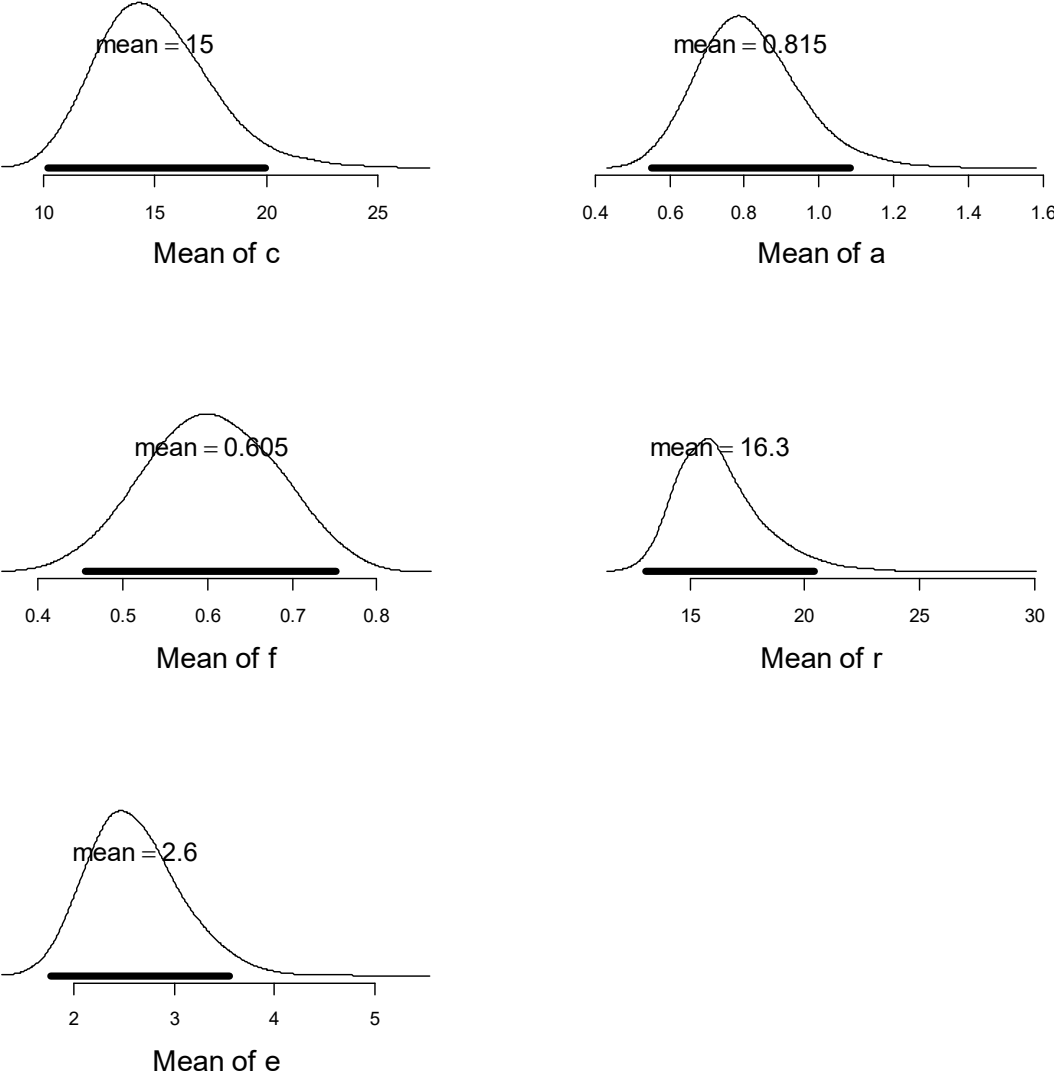 mean = 15
10 15 20 25
Mean of c
mean = 0.815
0.4 0.6 0.8 1.0 1.2 1.4 1.6
Mean of a
mean = 0.605
0.4 0.5 0.6 0.7 0.8
Mean of f
mean = 16.3
15 20 25 30
Mean of r
mean = 2.6
2 3 4 5
Mean of e